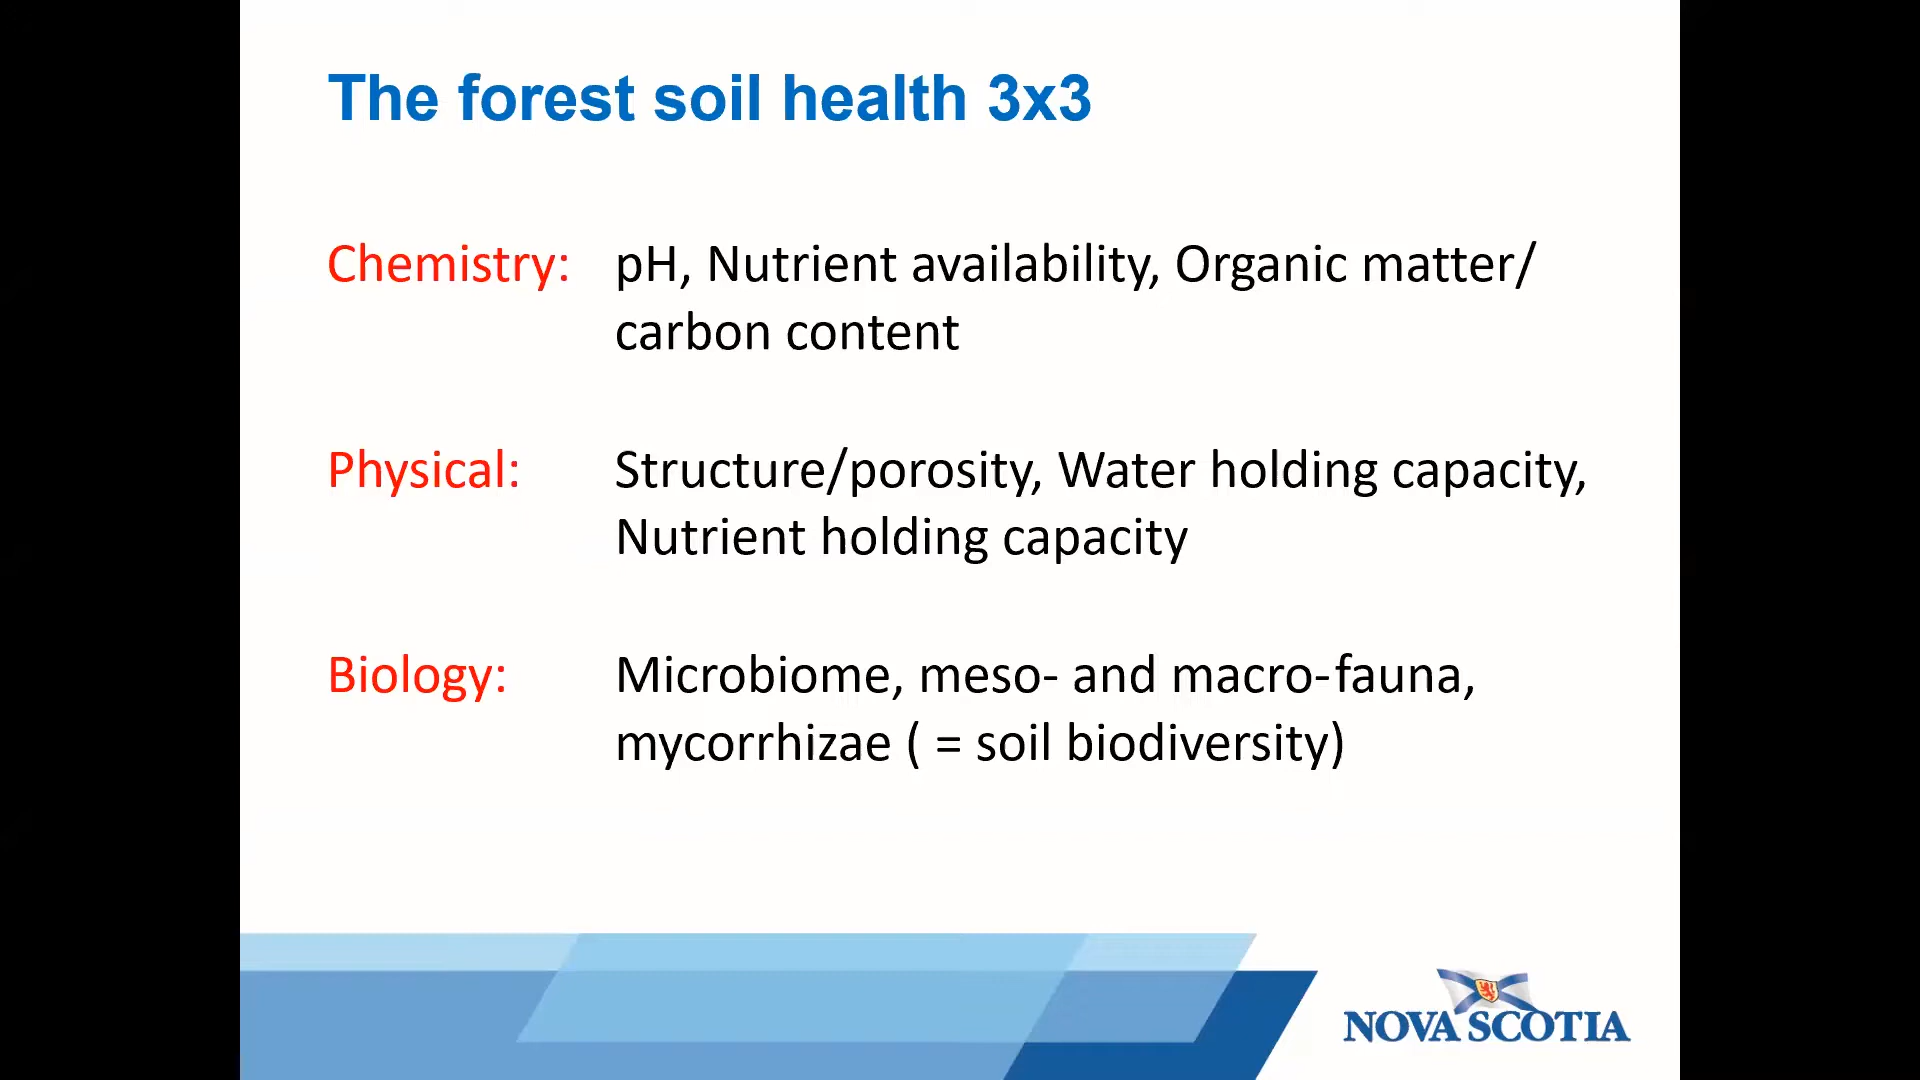 The forest soil health 3x3
Chemistry: pH, Nutrient availability, Organic matter/
carbon content
Physical: Structure/porosity, Water holding capacity,
Nutrient holding capacity
Biology: Microbiome, meso- and macro-fauna,
mycorrhizae ( = soil biodiversity)
NOVA SCOTIA